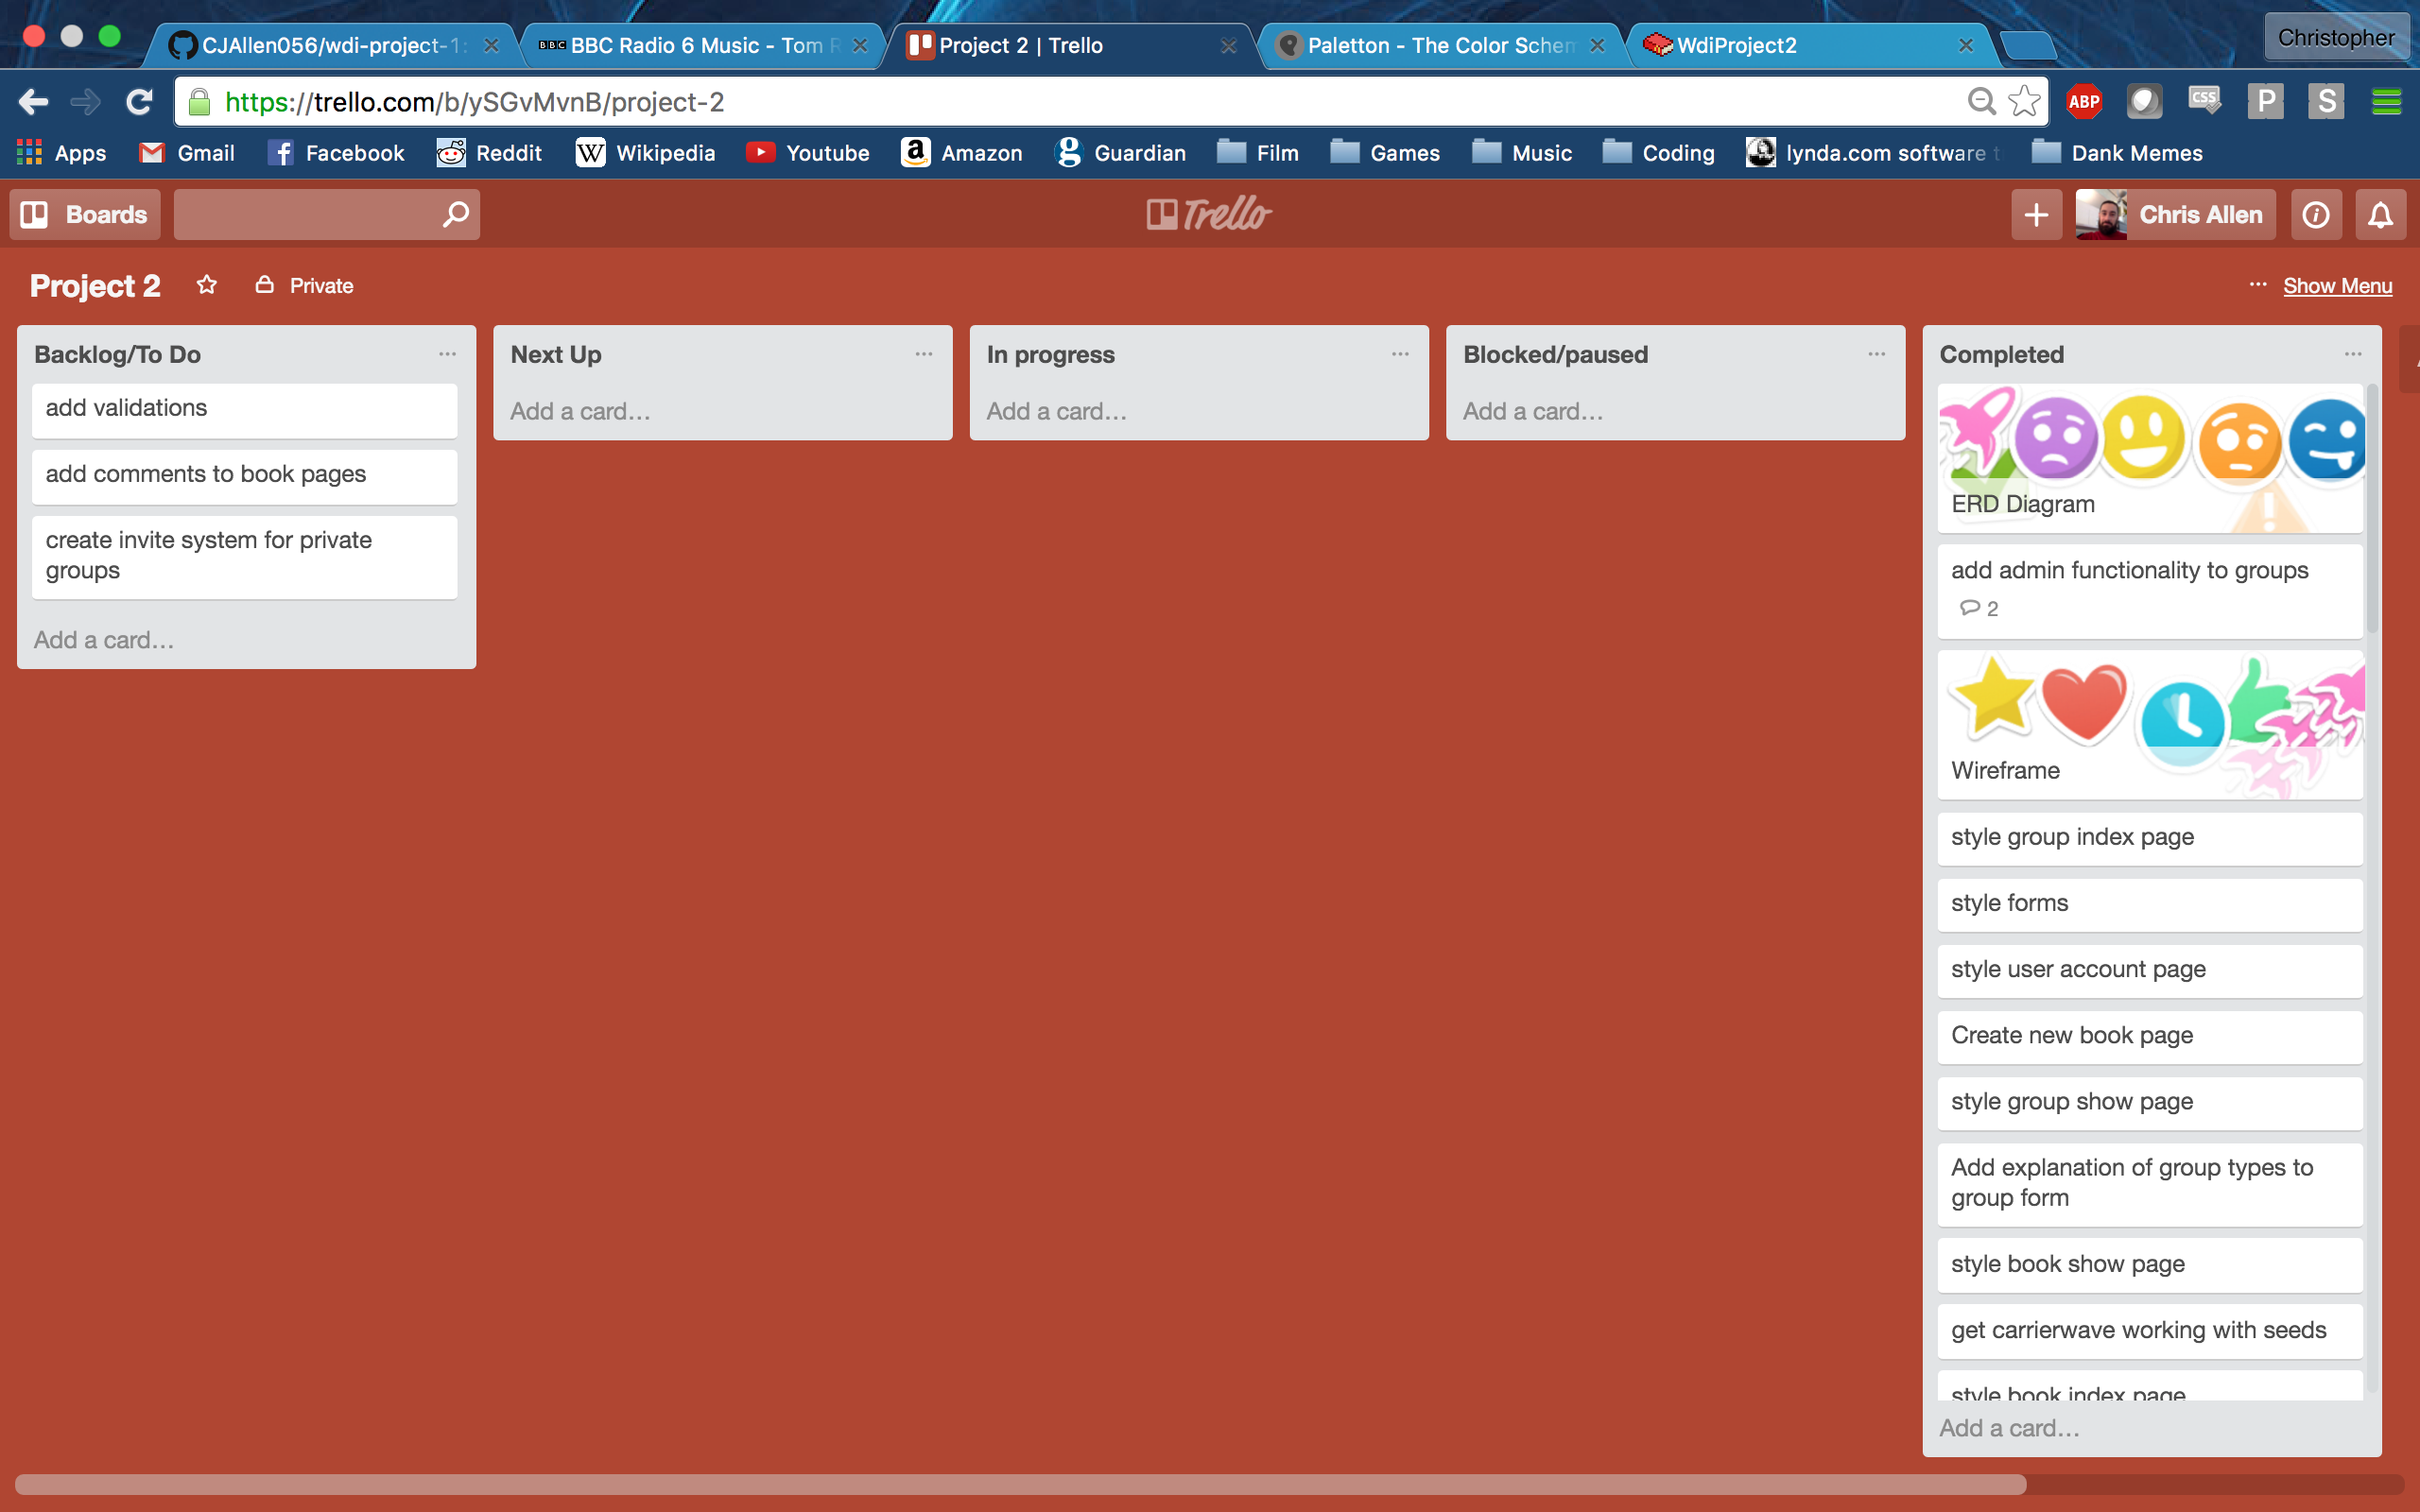 CJAllen056/wdi-project-1:
BBC BBC Radio 6 Music - Tom R
Project 2 | Trello
Paletton - The Color Schem
WdiProject2
Christopher
https://trello.com/b/ySGvMvnB/project-2
ABP
CSS
P
S
Apps
Gmail
Facebook
Reddit
W Wikipedia
Youtube
a Amazon
g Guardian
Film
Games
Music
Coding
lynda.com software t
Dank Memes
Boards
Trello
Chris Allen
Project 2
Private
... Show Menu
Backlog/To Do
add validations
add comments to book pages
create invite system for private
groups
Add a card…
Next Up
Add a card…
In progress
Add a card…
Blocked/paused
Add a card…
Completed
ERD Diagram
add admin functionality to groups
2
Wireframe
style group index page
style forms
style user account page
Create new book page
style group show page
Add explanation of group types to
group form
style book show page
get carrierwave working with seeds
style book index page
Add a card…